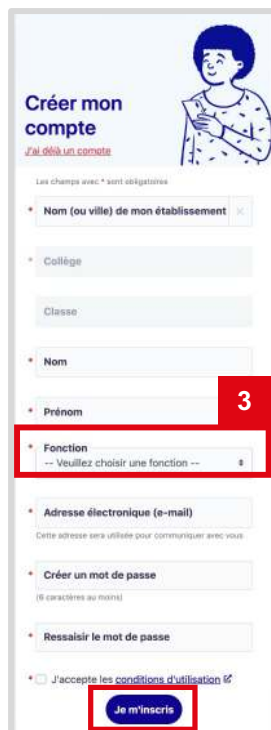 Créer mon
compte
J'ai déjà un compte
Les champs avec * sont obligatoires
* Nom (ou ville) de mon établissement ×
* Collège
Classe
* Nom
3
* Prénom
* Fonction
-- Veuillez choisir une fonction --
* Adresse électronique (e-mail)
Cette adresse sera utilisée pour communiquer avec vous
* Créer un mot de passe
(6 caractères au moins)
* Ressaisir le mot de passe
* J'accepte les conditions d'utilisation
Je m'inscris